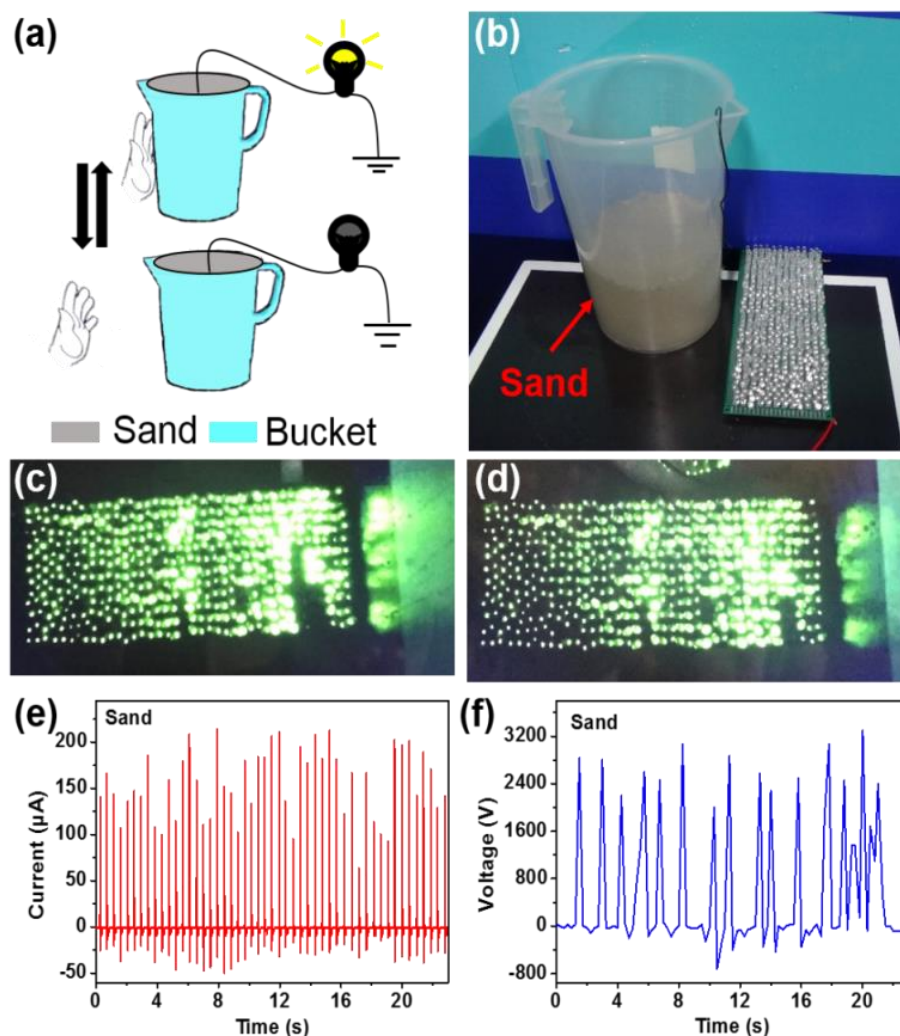 (a)
Sand Bucket
(b)
Sand
(c)
(d)
(e)
Sand
Current (μA)
200
150
100
50
0
-50
0 4 8 12 16 20
Time (s)
(f)
Sand
Voltage (V)
3200
2400
1600
800
0
-800
0 4 8 12 16 20
Time (s)